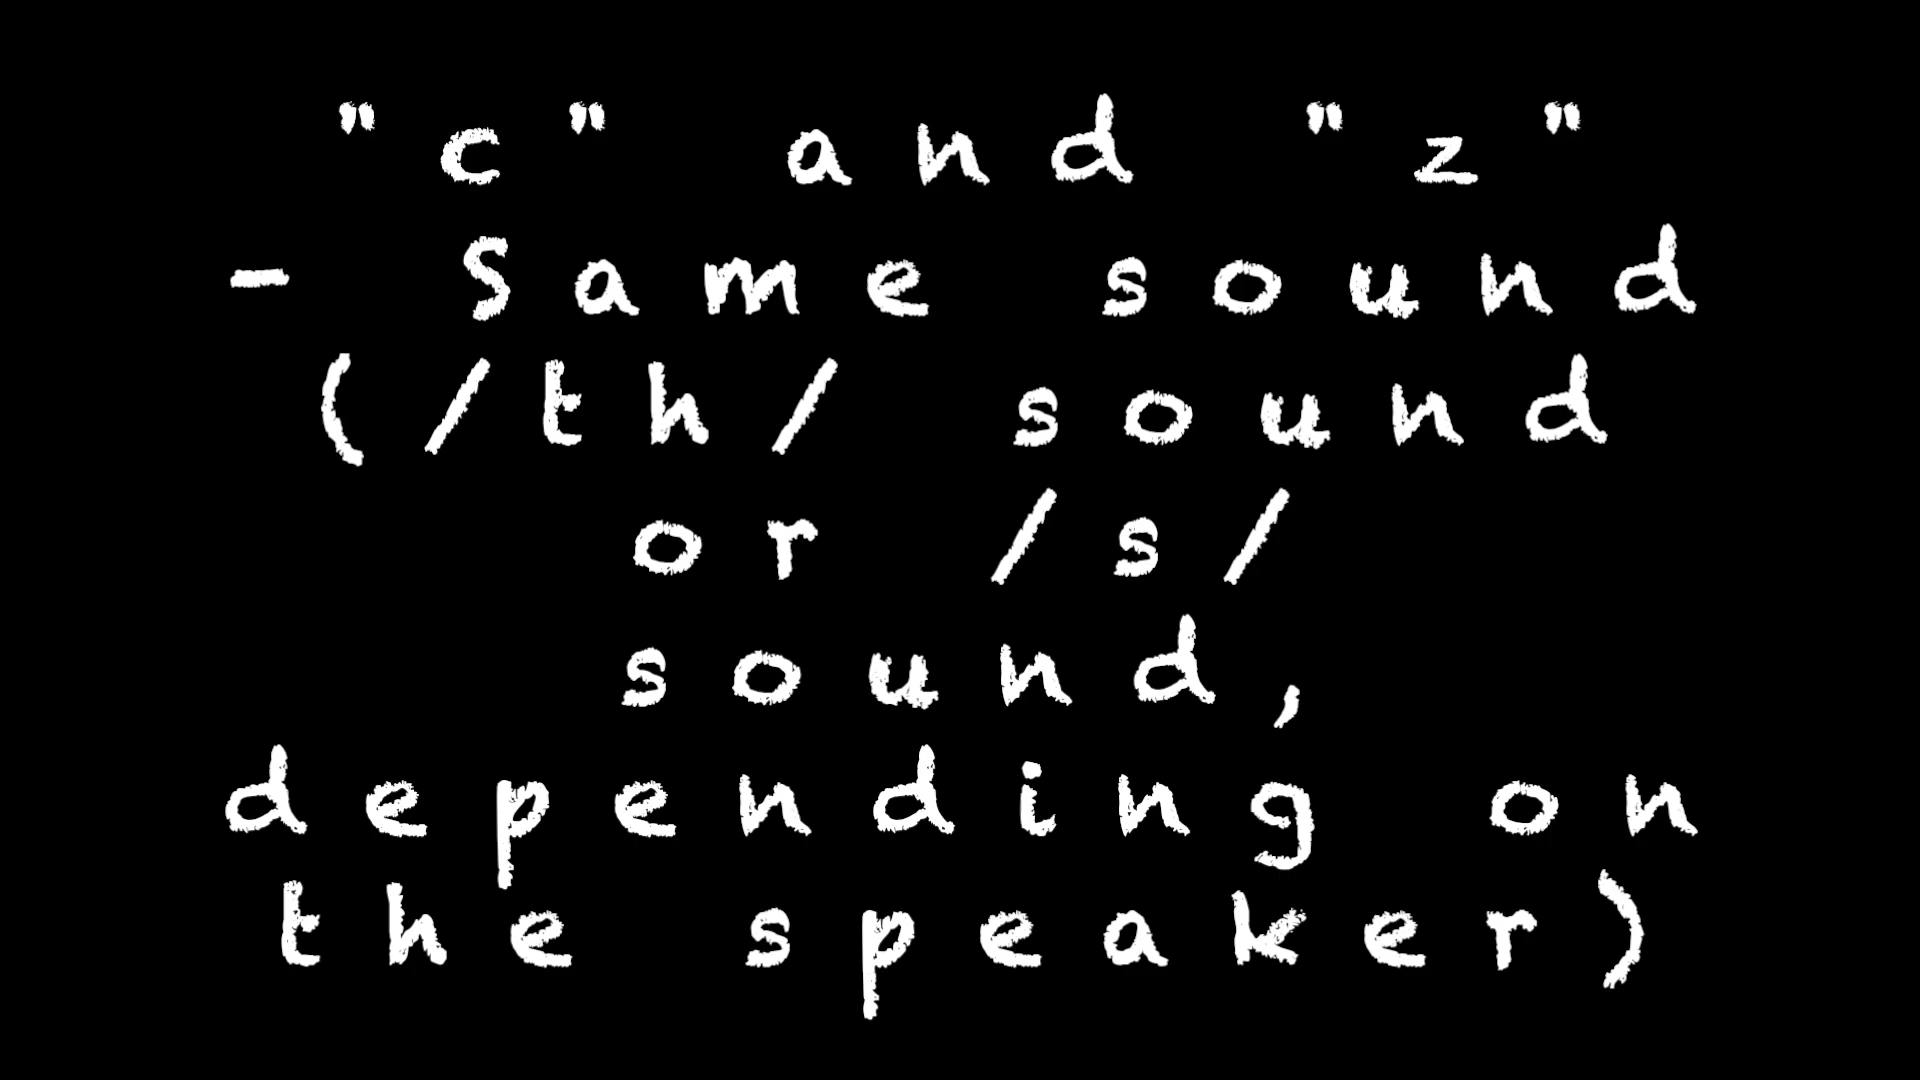 "c" and "z"
- Same sound
(/th/ sound
or /s/
sound,
depending on
the speaker)